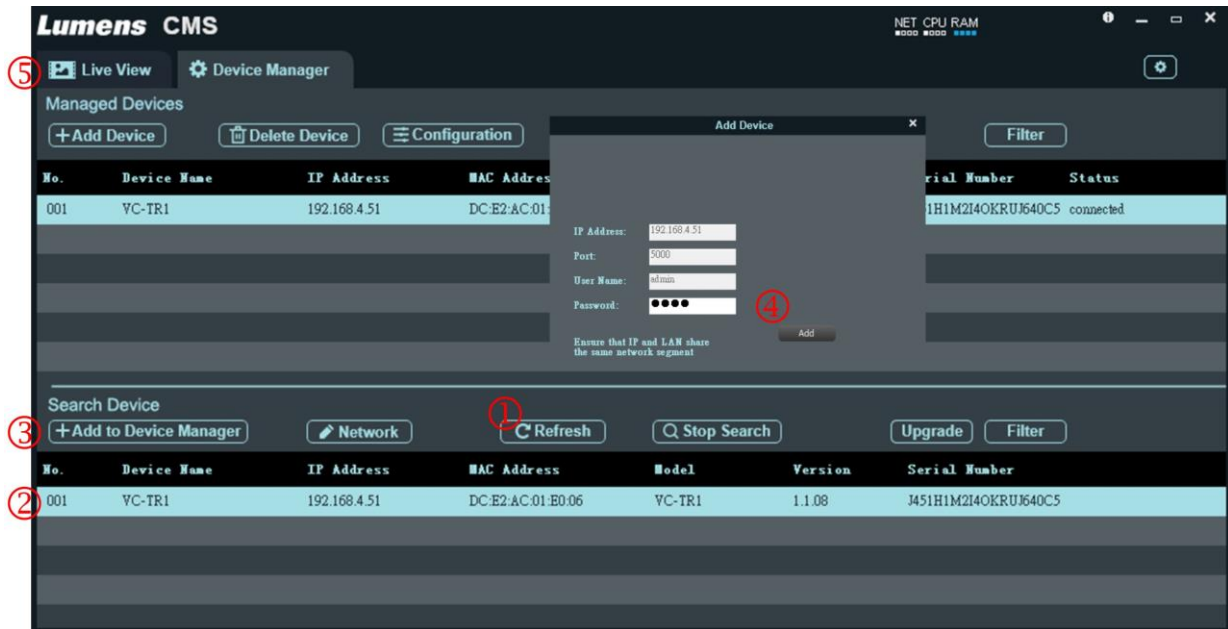 Lumens CMS
NET CPU RAM
⑤ Live View Device Manager
Managed Devices
+Add Device Delete Device Configuration Filter
Add Device
No. Device Name IP Address MAC Addres rial Number Status
001 VC-TR1 192.168.4.51 DC:E2:AC:01: 1H1M2I4OKRUJ640C5 connected
IP Address: 192.168.4.51
Port: 5000
User Name: admin
Password: ●●●●
④
Add
Ensure that IP and LAN share
the same network segment
Search Device
①
③ +Add to Device Manager Network Refresh Stop Search Upgrade Filter
No. Device Name IP Address MAC Address Model Version Serial Number
② 001 VC-TR1 192.168.4.51 DC:E2:AC:01:E0:06 VC-TR1 1.1.08 J451H1M2I4OKRUJ640C5